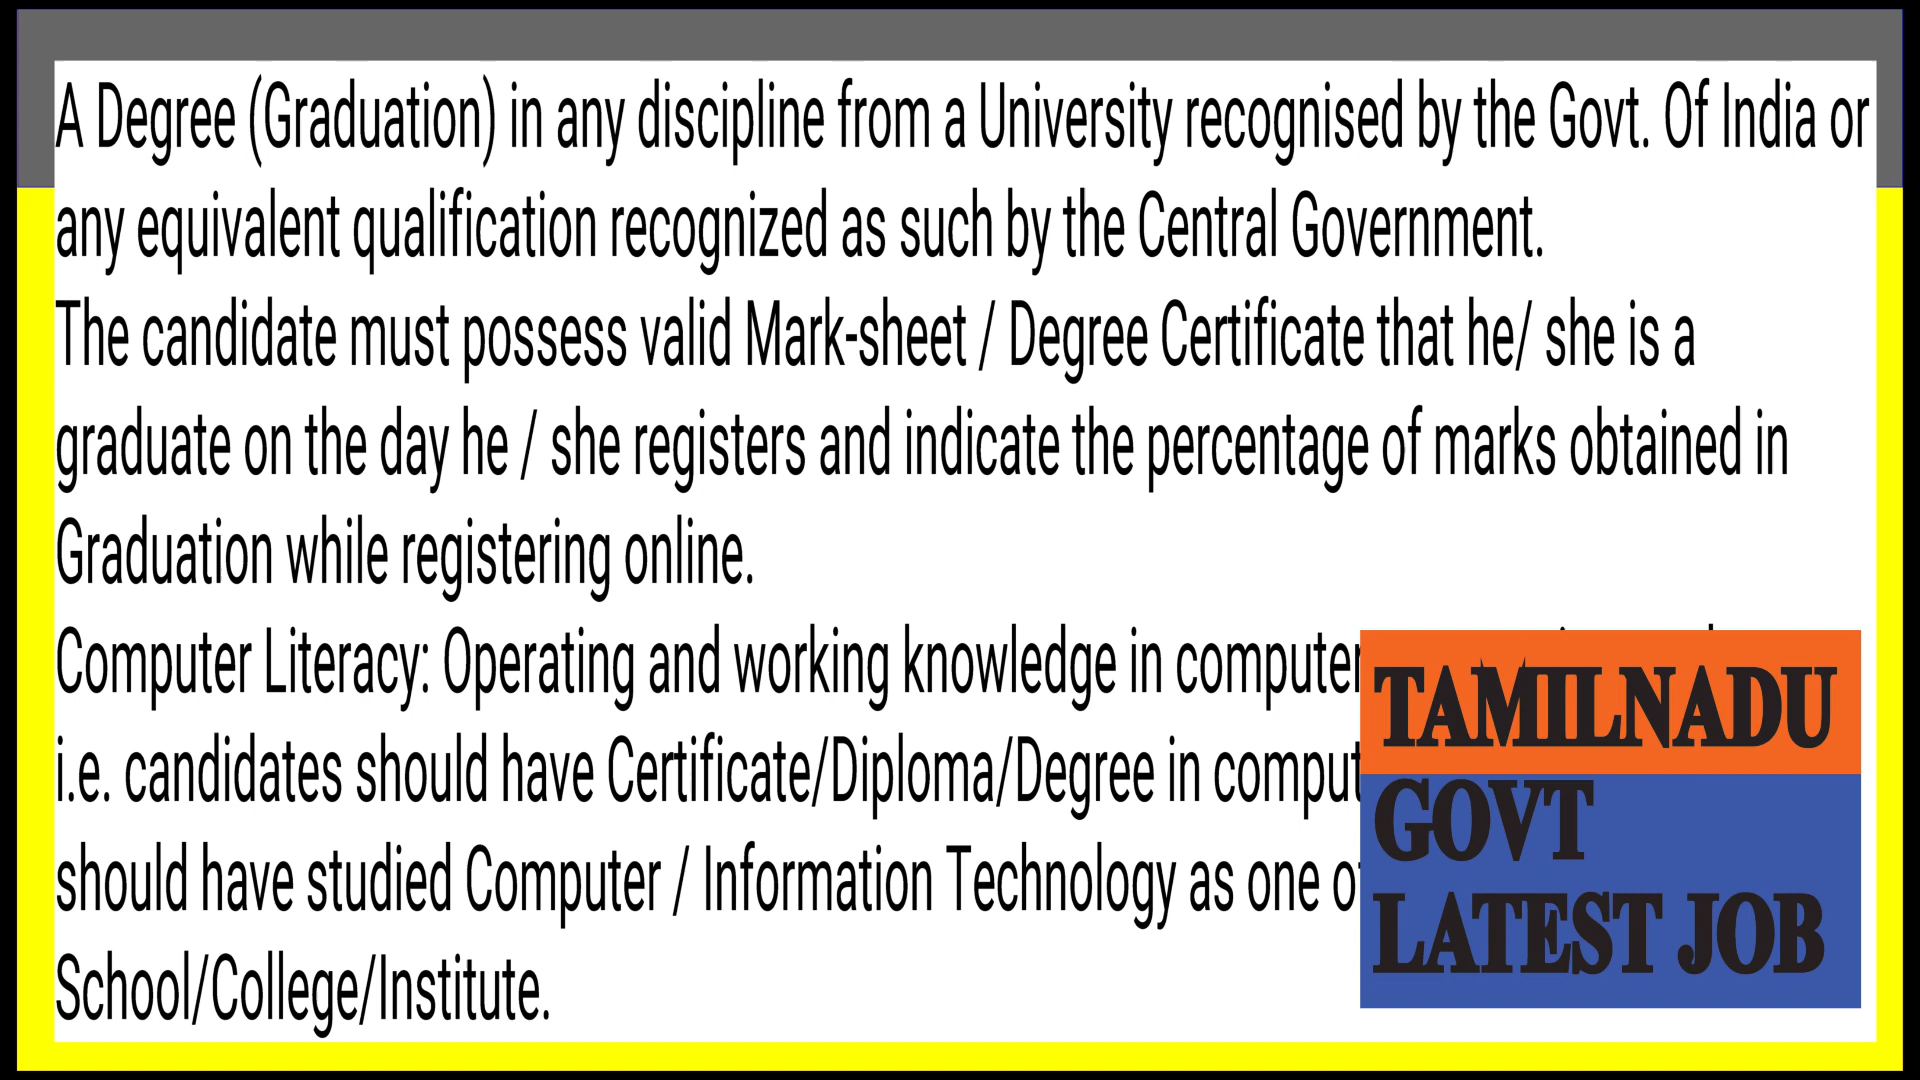 A Degree (Graduation) in any discipline from a University recognised by the Govt. Of India or
any equivalent qualification recognized as such by the Central Government.
The candidate must possess valid Mark-sheet / Degree Certificate that he/ she is a
graduate on the day he / she registers and indicate the percentage of marks obtained in
Graduation while registering online.
Computer Literacy: Operating and working knowledge in computer
i.e. candidates should have Certificate/Diploma/Degree in
should have studied Computer / Information Technology as one
School/College/Institute.
TAMILNADU
GOVT
LATEST JOB